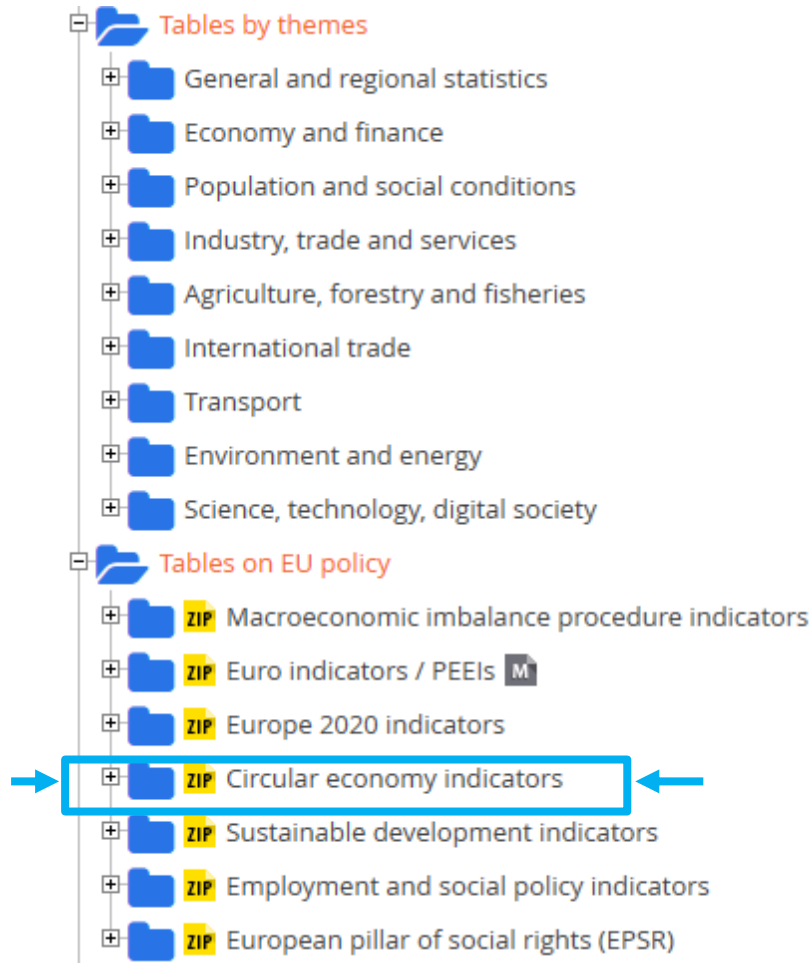 Tables by themes
General and regional statistics
Economy and finance
Population and social conditions
Industry, trade and services
Agriculture, forestry and fisheries
International trade
Transport
Environment and energy
Science, technology, digital society
Tables on EU policy
ZIP Macroeconomic imbalance procedure indicators
ZIP Euro indicators / PEEIs M
ZIP Europe 2020 indicators
ZIP Circular economy indicators
ZIP Sustainable development indicators
ZIP Employment and social policy indicators
ZIP European pillar of social rights (EPSR)